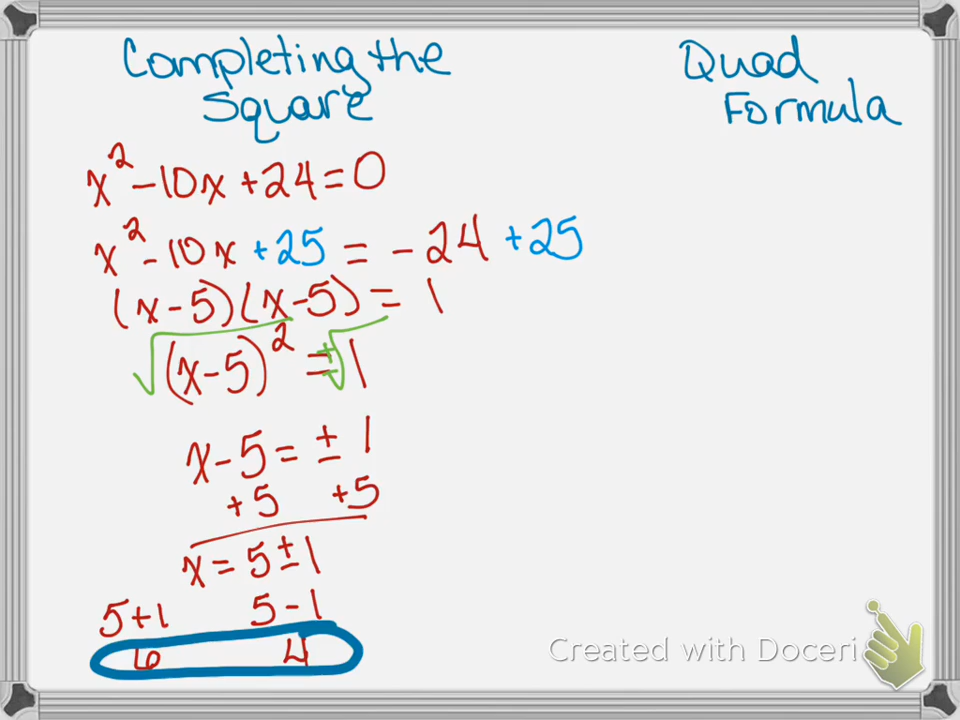 Completing the
Square
x² - 10x + 24 = 0
x² - 10x + 25 = - 24 + 25
(x - 5)(x - 5) = 1
√(x - 5)² = ±√1
x - 5 = ± 1
+ 5 + 5
x = 5 ± 1
5 + 1 5 - 1
6 4
Quad
Formula
Created with Doceri